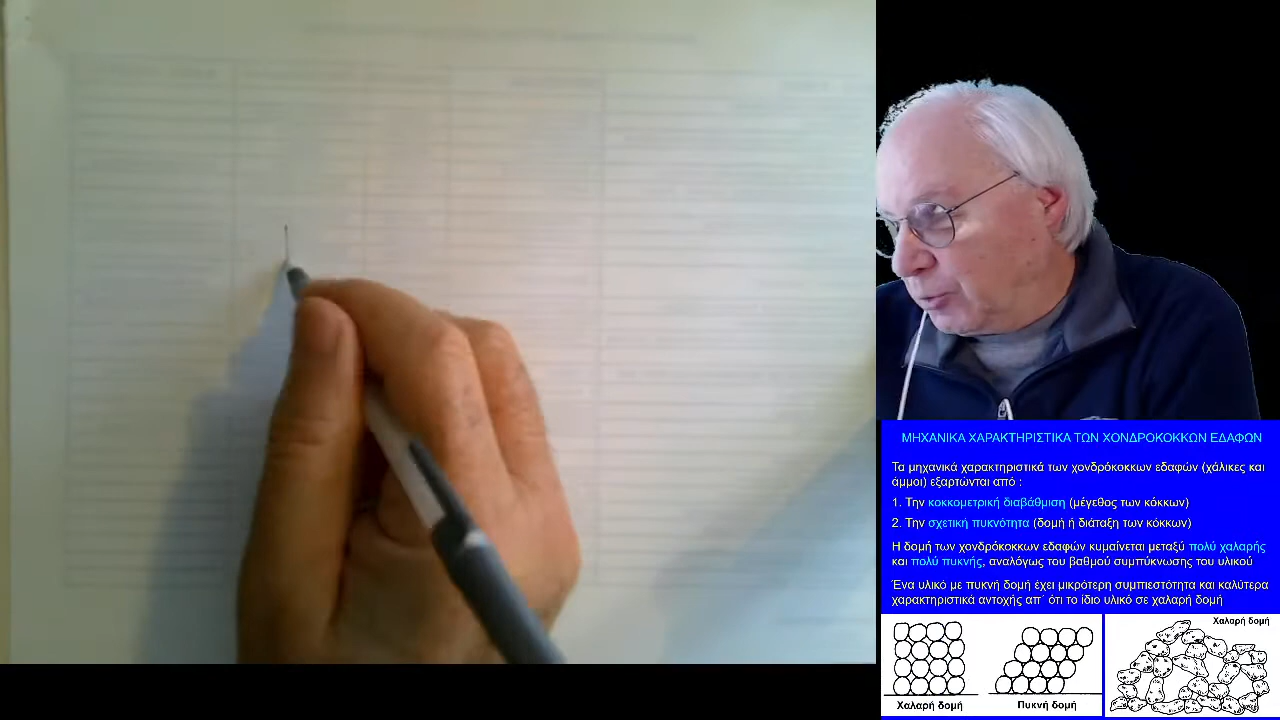 ΜΗΧΑΝΙΚΑ ΧΑΡΑΚΤΗΡΙΣΤΙΚΑ ΤΩΝ ΧΟΝΔΡΟΚΟΚΚΩΝ ΕΔΑΦΩΝ
Τα μηχανικά χαρακτηριστικά των χονδρόκοκκων εδαφών (χάλικες και
άμμοι) εξαρτώνται από :
1. Την κοκκομετρική διαβάθμιση (μέγεθος των κόκκων)
2. Την σχετική πυκνότητα (δομή ή διάταξη των κόκκων)
Η δομή των χονδρόκοκκων εδαφών κυμαίνεται μεταξύ πολύ χαλαρής
και πολύ πυκνής, αναλόγως του βαθμού συμπύκνωσης του υλικού
Ένα υλικό με πυκνή δομή έχει μικρότερη συμπιεστότητα και καλύτερα
χαρακτηριστικά αντοχής απ΄ ότι το ίδιο υλικό σε χαλαρή δομή
Χαλαρή δομή
Χαλαρή δομή
Πυκνή δομή